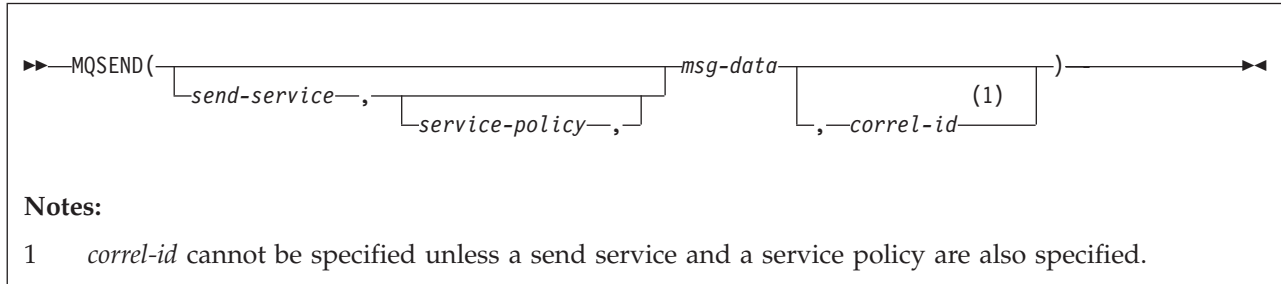 MQSEND( msg-data )
send-service , (1)
service-policy , , correl-id
Notes:
1 correl-id cannot be specified unless a send service and a service policy are also specified.